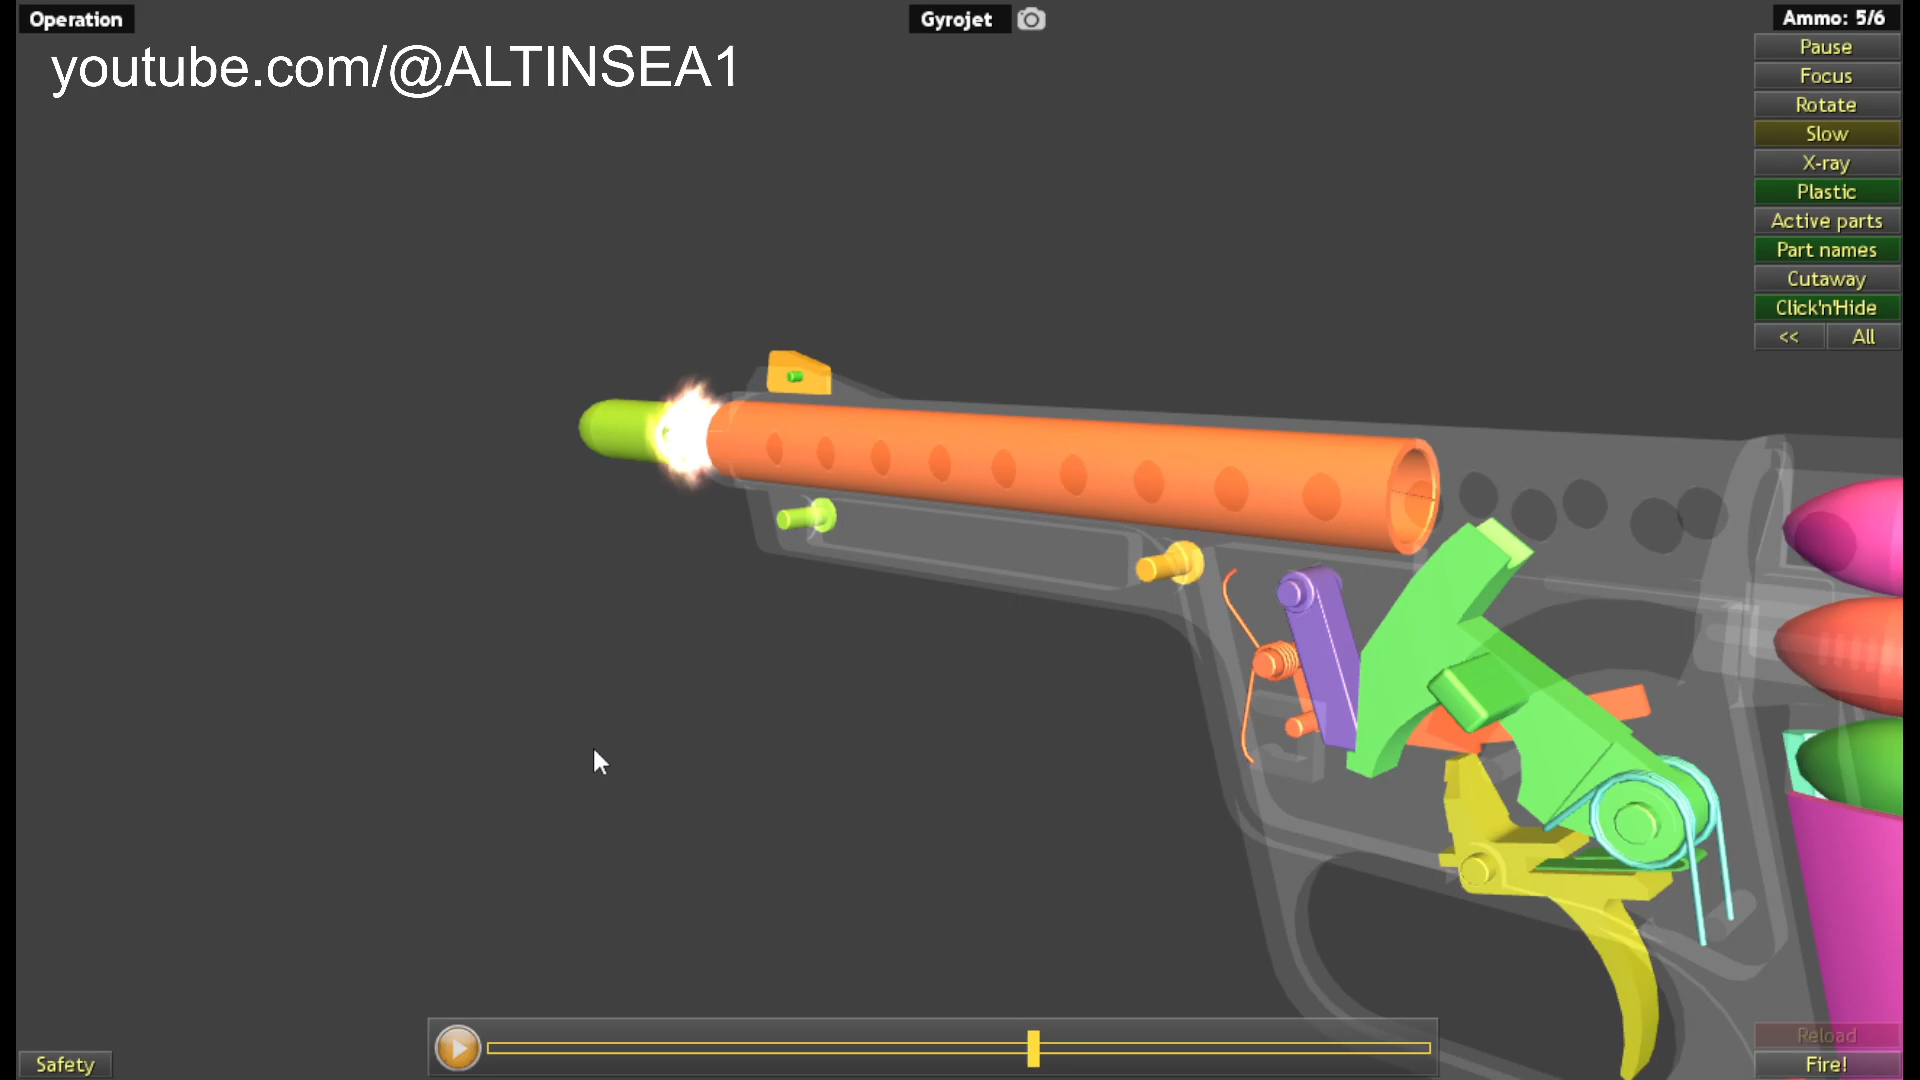 Operation
Gyrojet
Ammo: 5/6
youtube.com/@ALTINSEA1
Pause
Focus
Rotate
Slow
X-ray
Plastic
Active parts
Part names
Cutaway
Click'n'Hide
<< All
Reload
Safety
Fire!